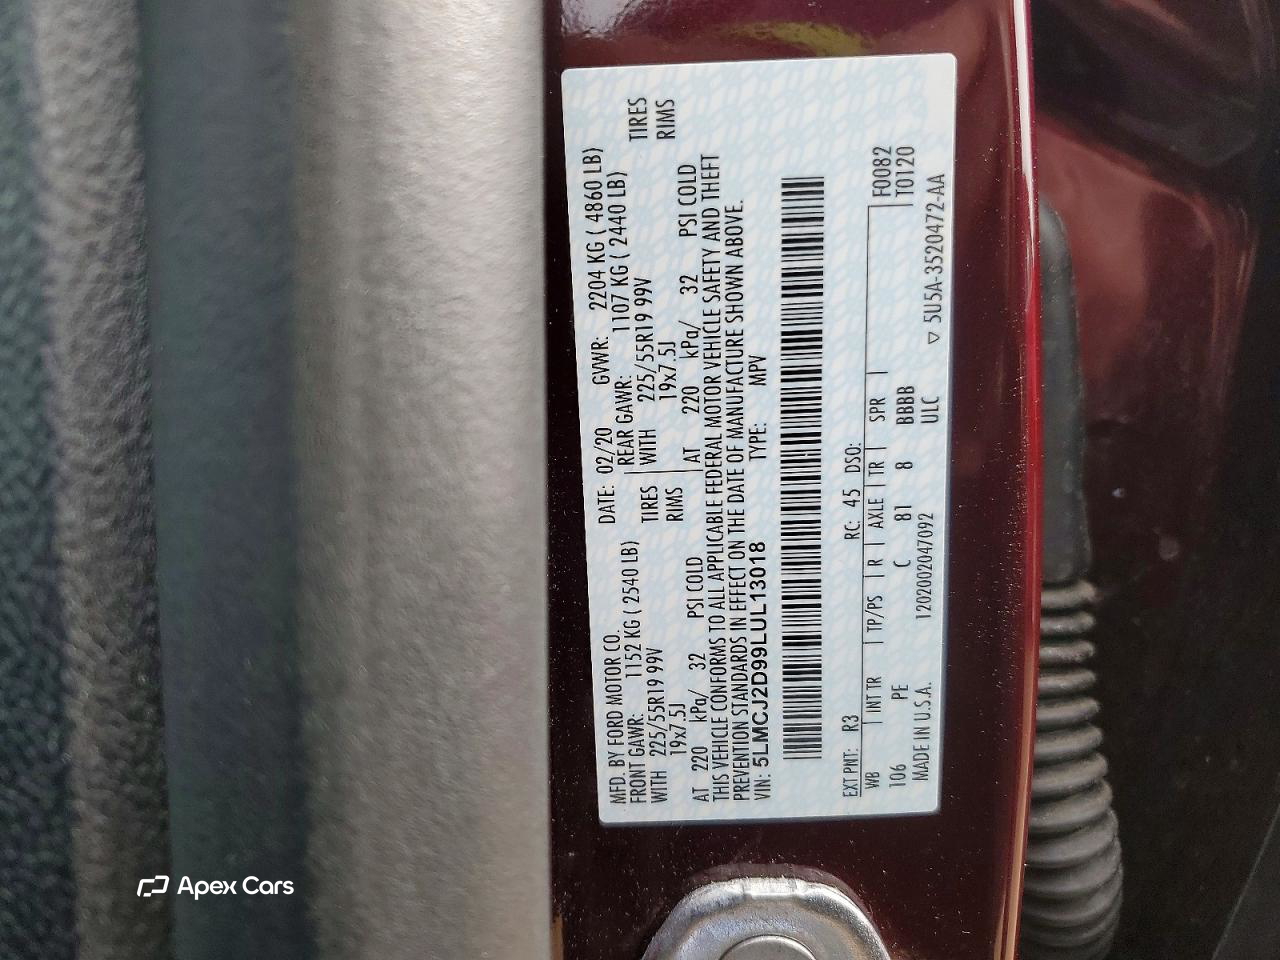 MFD. BY FORD MOTOR CO.
DATE: 02/20
GVWR: 2204 KG ( 4860 LB)
FRONT GAWR: 1152 KG ( 2540 LB)
REAR GAWR: 1107 KG ( 2440 LB)
WITH 225/55R19 99V TIRES
WITH 225/55R19 99V TIRES
19x7.5J RIMS
19x7.5J RIMS
AT 220 kPa/ 32 PSI COLD
AT 220 kPa/ 32 PSI COLD
THIS VEHICLE CONFORMS TO ALL APPLICABLE FEDERAL MOTOR VEHICLE SAFETY AND THEFT
PREVENTION STANDARDS IN EFFECT ON THE DATE OF MANUFACTURE SHOWN ABOVE.
VIN: 5LMCJ2D99LUL13018
TYPE: MPV
EXT PNT: R3 RC: 45 DSO:
F0082
WB INT TR TP/PS R AXLE TR SPR
T0120
106 PE C 81 8 BBBB
MADE IN U.S.A. 120200204709​2 ULC
▽ 5U5A-3520472-AA
Apex Cars